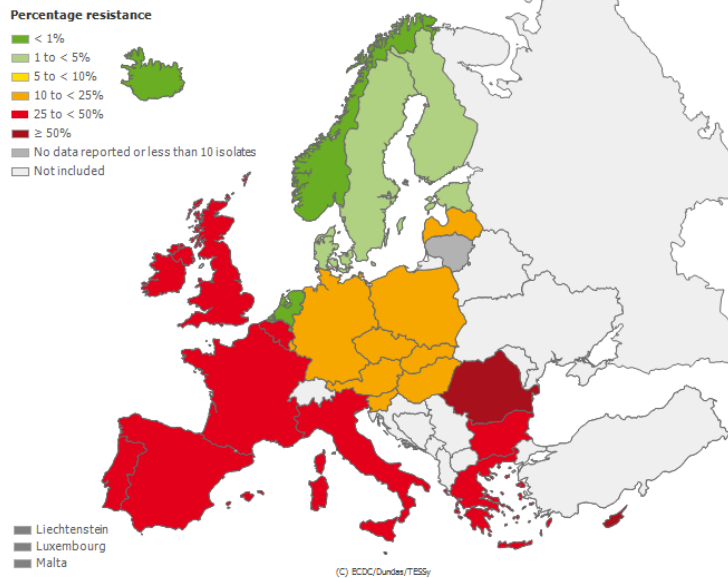 Percentage resistance
< 1%
1 to < 5%
5 to < 10%
10 to < 25%
25 to < 50%
≥ 50%
No data reported or less than 10 isolates
Not included
Liechtenstein
Luxembourg
Malta
(C) ECDC/Dundas/TESSy